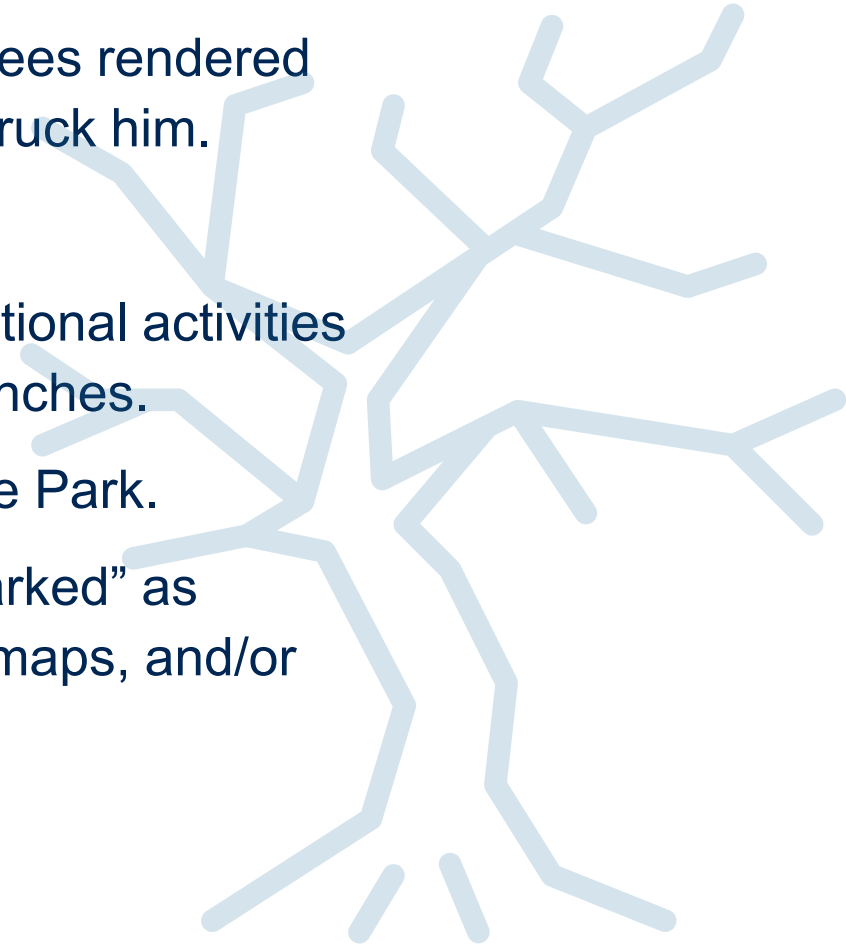 ees rendered
ruck him.
tional activities
nches.
e Park.
arked” as
maps, and/or